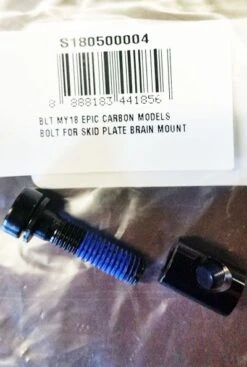 S180500004
8 888183 441856
BLT MY18 EPIC CARBON MODELS
BOLT FOR SKID PLATE BRAIN MOUNT